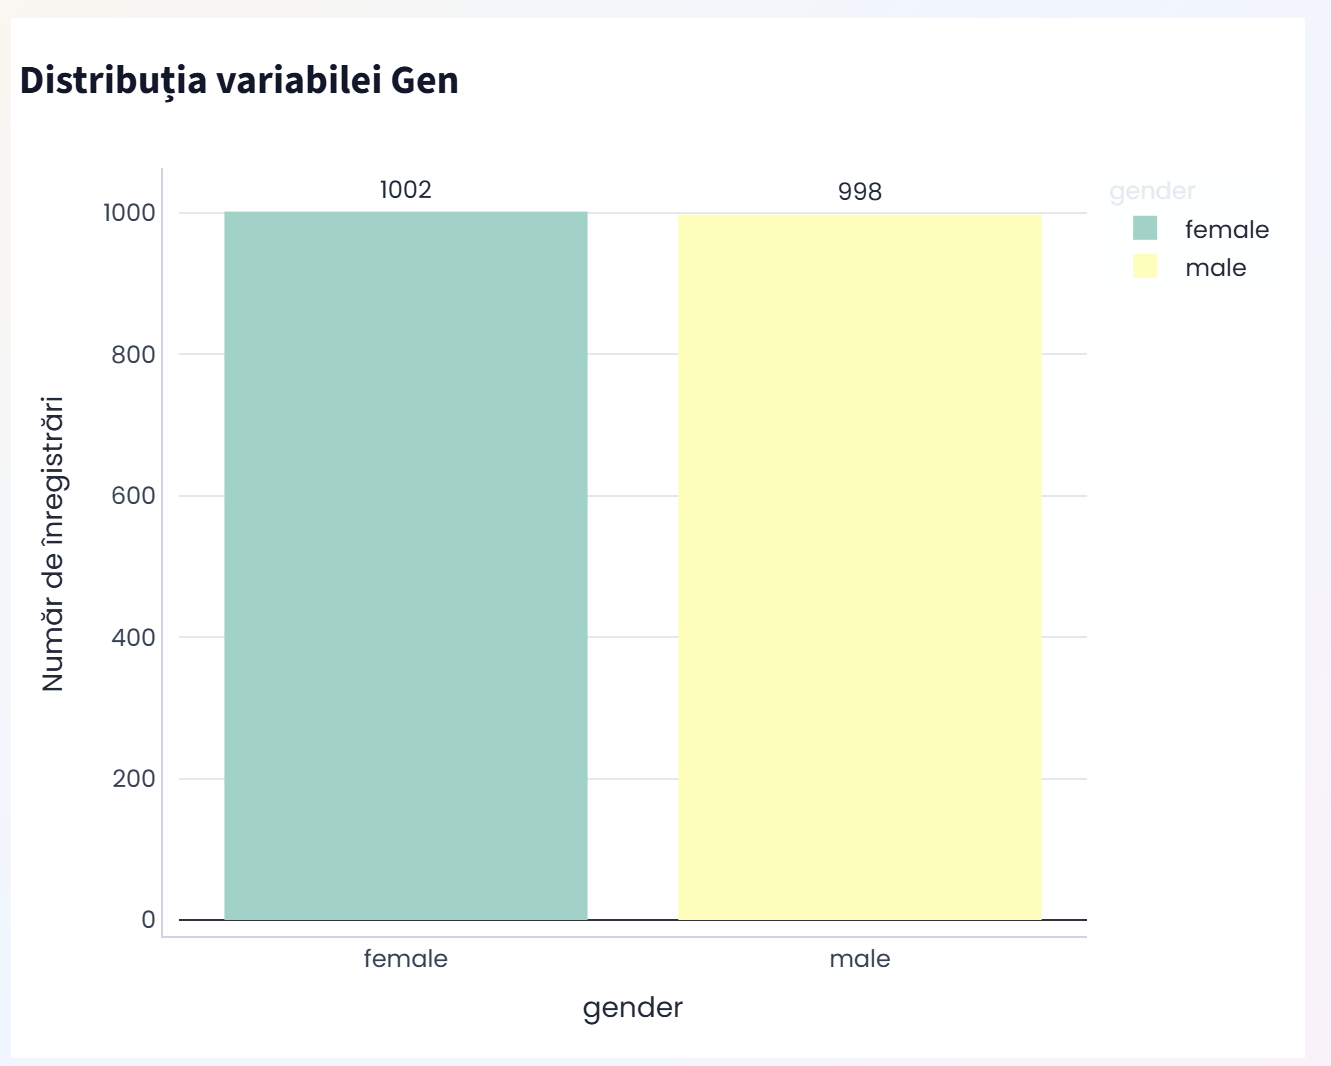 Distribuția variabilei Gen
1002
998
gender
female
male
1000
800
600
400
200
0
Număr de înregistrări
female
male
gender